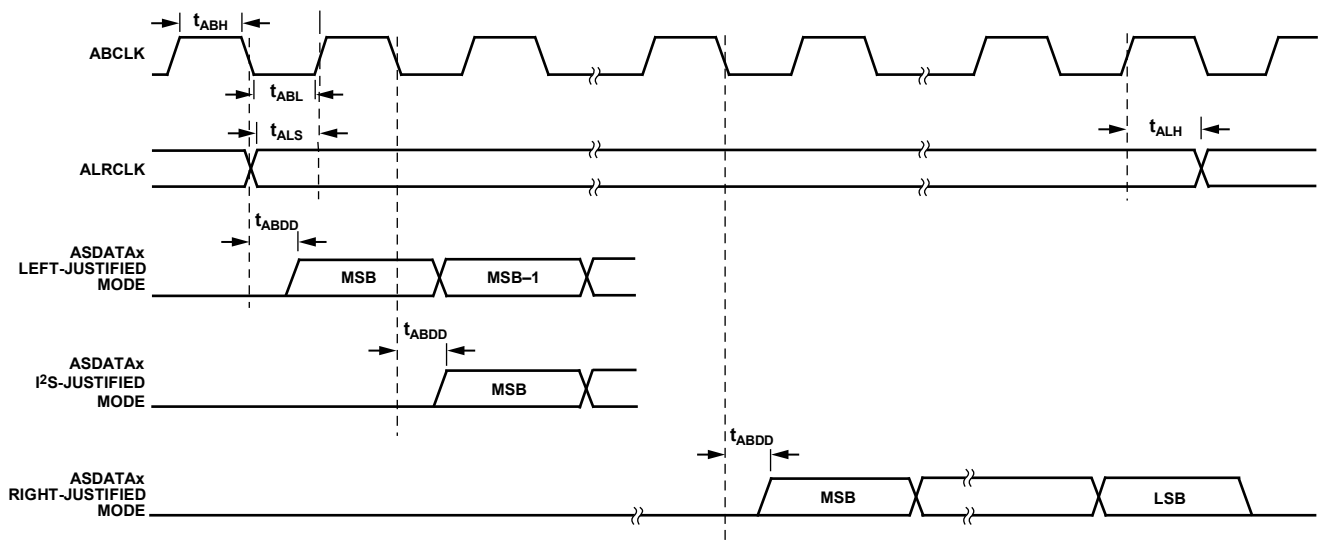 tABH
ABCLK
tABL
tALS
tALH
ALRCLK
tABDD
ASDATAx
LEFT-JUSTIFIED
MODE
MSB
MSB–1
tABDD
ASDATAx
I²S-JUSTIFIED
MODE
MSB
tABDD
ASDATAx
RIGHT-JUSTIFIED
MODE
MSB
LSB